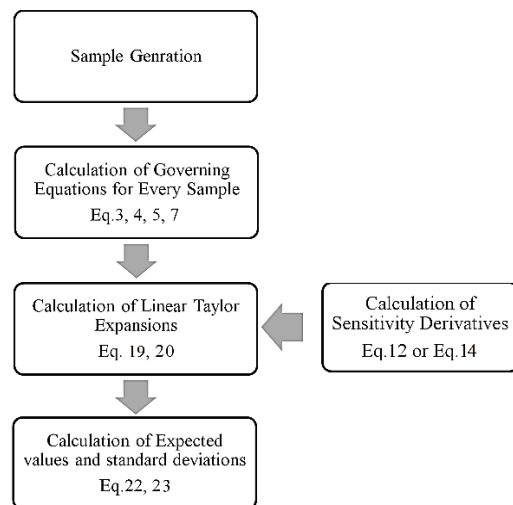 Sample Genration
Calculation of Governing
Equations for Every Sample
Eq.3, 4, 5, 7
Calculation of Linear Taylor
Expansions
Eq. 19, 20
Calculation of
Sensitivity Derivatives
Eq.12 or Eq.14
Calculation of Expected
values and standard deviations
Eq.22, 23